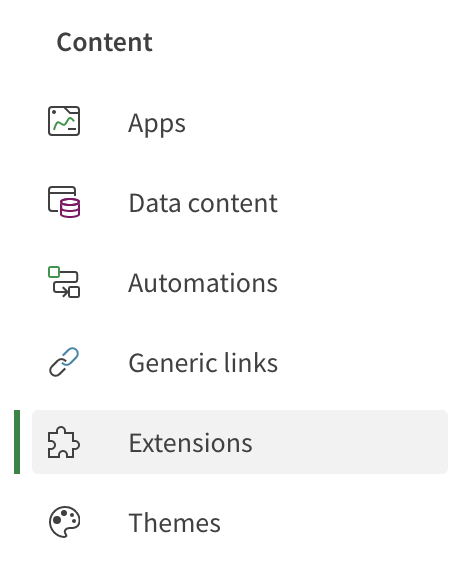 Content
Apps
Data content
Automations
Generic links
Extensions
Themes